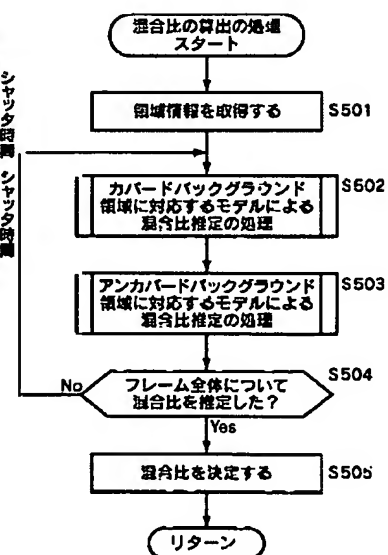 混合比の算出の処理
スタート
シャッタ時間
シャッタ時間
領域情報を取得する
S501
カバードバックグラウンド
領域に対応するモデルによる
混合比推定の処理
S502
アンカバードバックグラウンド
領域に対応するモデルによる
混合比推定の処理
S503
No
フレーム全体について
混合比を推定した？
S504
Yes
混合比を決定する
S505
リターン